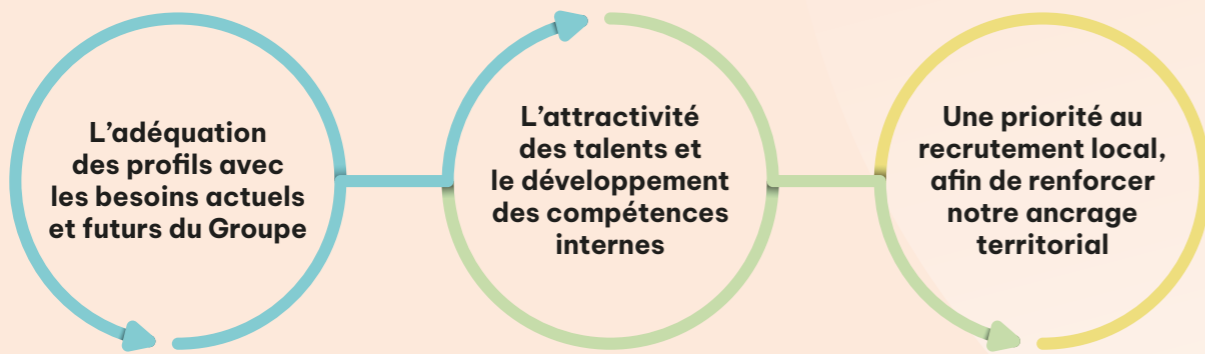 L’adéquation
des profils avec
les besoins actuels
et futurs du Groupe
L’attractivité
des talents et
le développement
des compétences
internes
Une priorité au
recrutement local,
afin de renforcer
notre ancrage
territorial